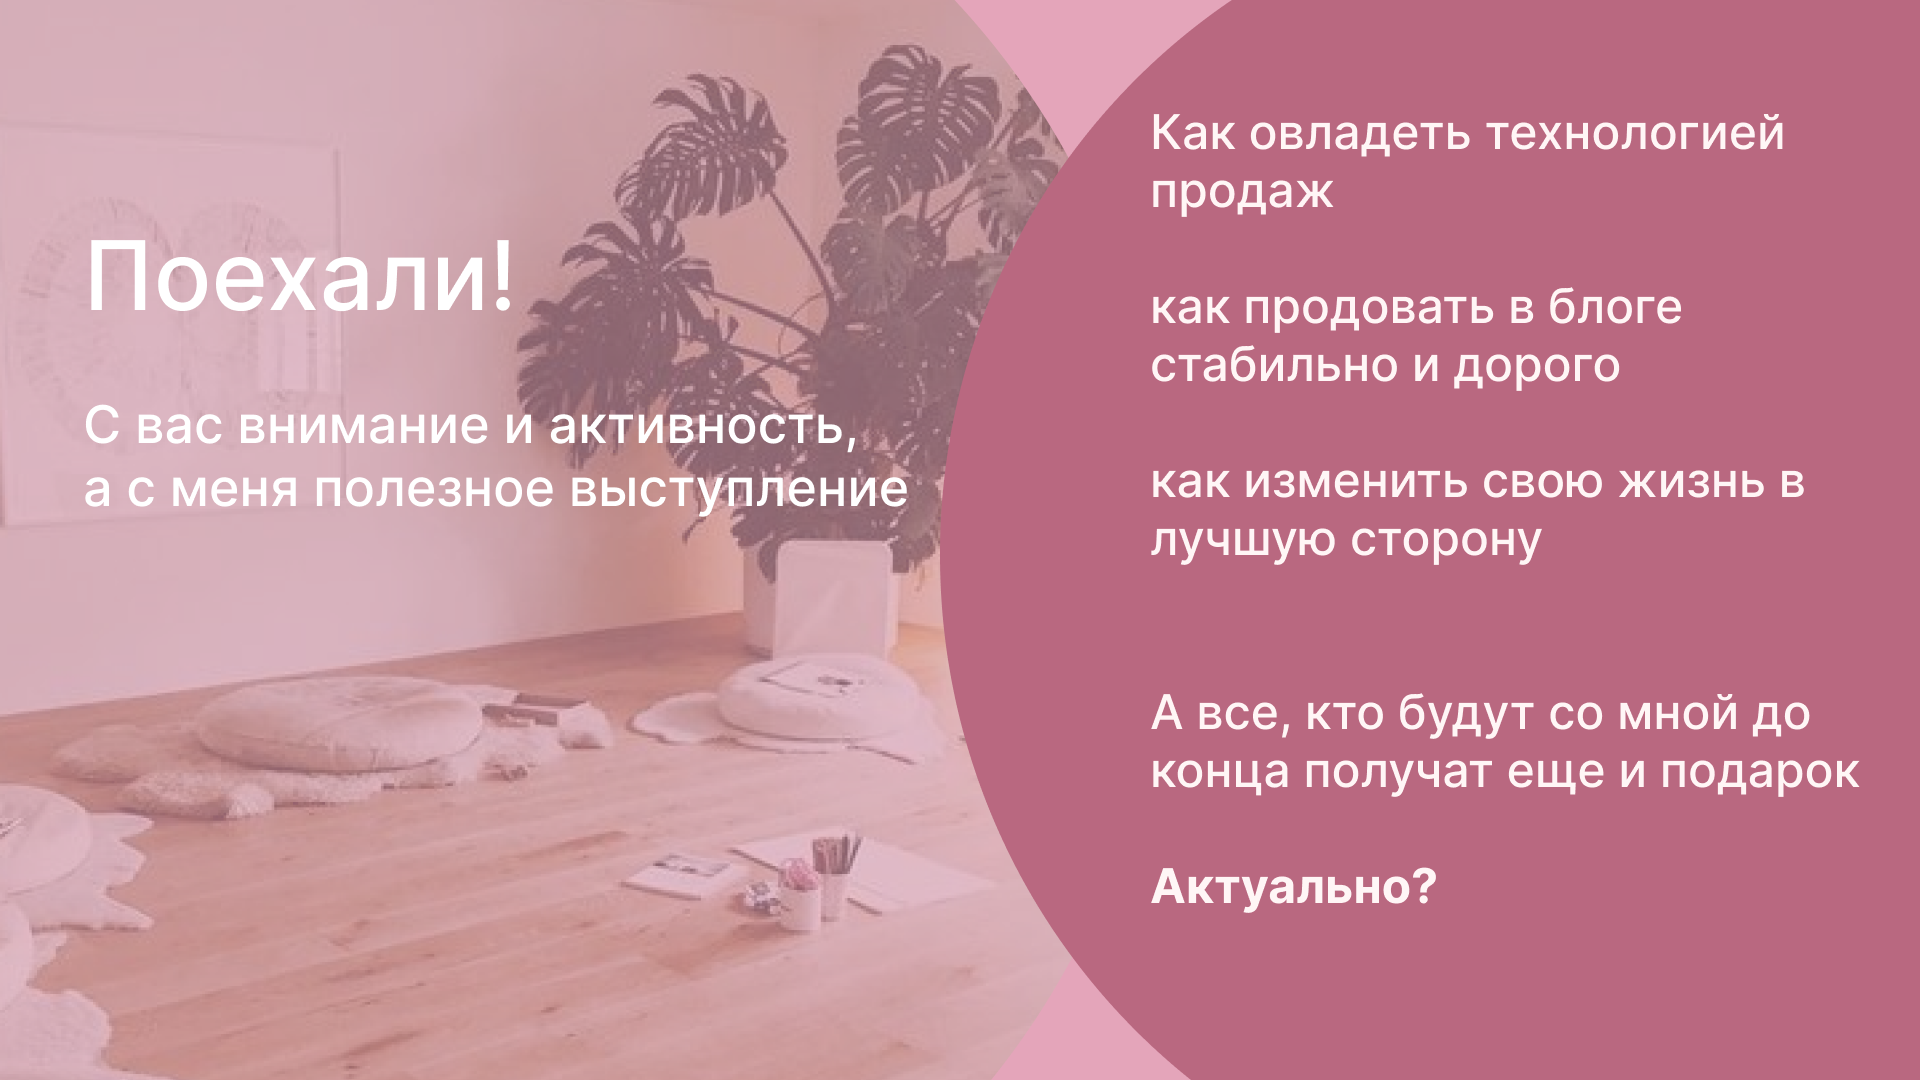 Поехали!
С вас внимание и активность,
а с меня полезное выступление
Как овладеть технологией
продаж
как продовать в блоге
стабильно и дорого
как изменить свою жизнь в
лучшую сторону
А все, кто будут со мной до
конца получат еще и подарок
Актуально?